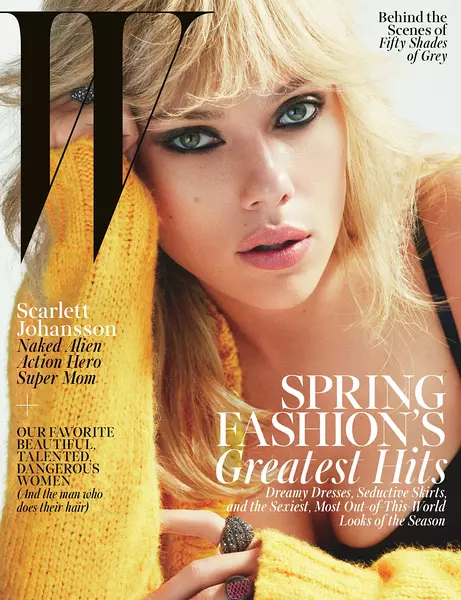 W
Behind the
Scenes of
Fifty Shades
of Grey
Scarlett
Johansson
Naked Alien
Action Hero
Super Mom
+
OUR FAVORITE
BEAUTIFUL,
TALENTED,
DANGEROUS
WOMEN
(And the man who
does their hair)
SPRING
FASHION'S
Greatest Hits
Dreamy Dresses, Seductive Skirts,
and the Sexiest, Most Out-of-This-World
Looks of the Season